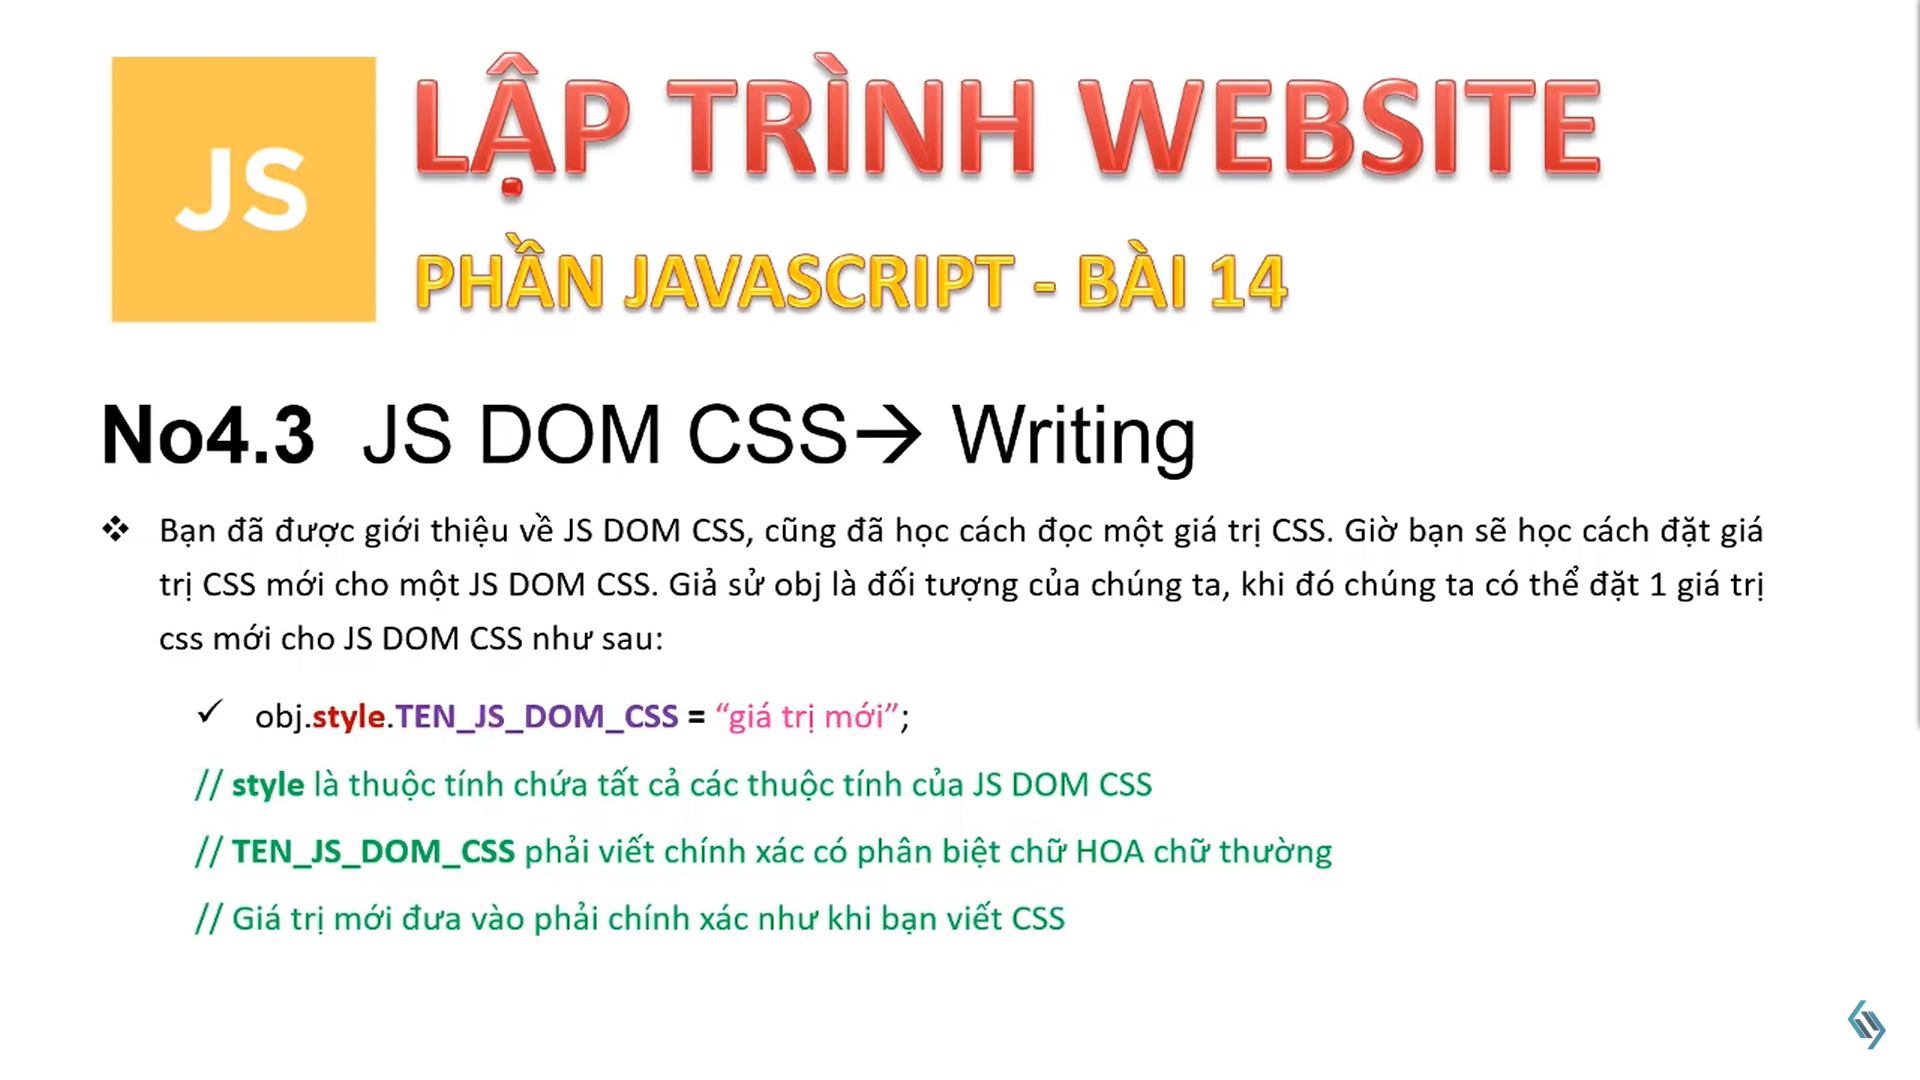 JS
LẬP TRÌNH WEBSITE
PHẦN JAVASCRIPT - BÀI 14
No4.3 JS DOM CSS→ Writing
❖ Bạn đã được giới thiệu về JS DOM CSS, cũng đã học cách đọc một giá trị CSS. Giờ bạn sẽ học cách đặt giá
trị CSS mới cho một JS DOM CSS. Giả sử obj là đối tượng của chúng ta, khi đó chúng ta có thể đặt 1 giá trị
css mới cho JS DOM CSS như sau:
✓ obj.style.TEN_JS_DOM_CSS = “giá trị mới”;
// style là thuộc tính chứa tất cả các thuộc tính của JS DOM CSS
// TEN_JS_DOM_CSS phải viết chính xác có phân biệt chữ HOA chữ thường
// Giá trị mới đưa vào phải chính xác như khi bạn viết CSS